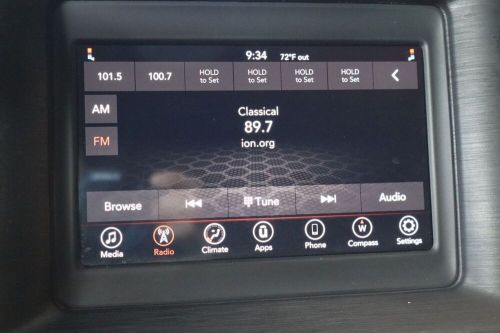 9:34 72°F out
101.5 100.7 HOLD to Set HOLD to Set HOLD to Set HOLD to Set
AM
Classical
89.7
FM
ion.org
Browse Tune Audio
Media Radio Climate Apps Phone W Compass Settings